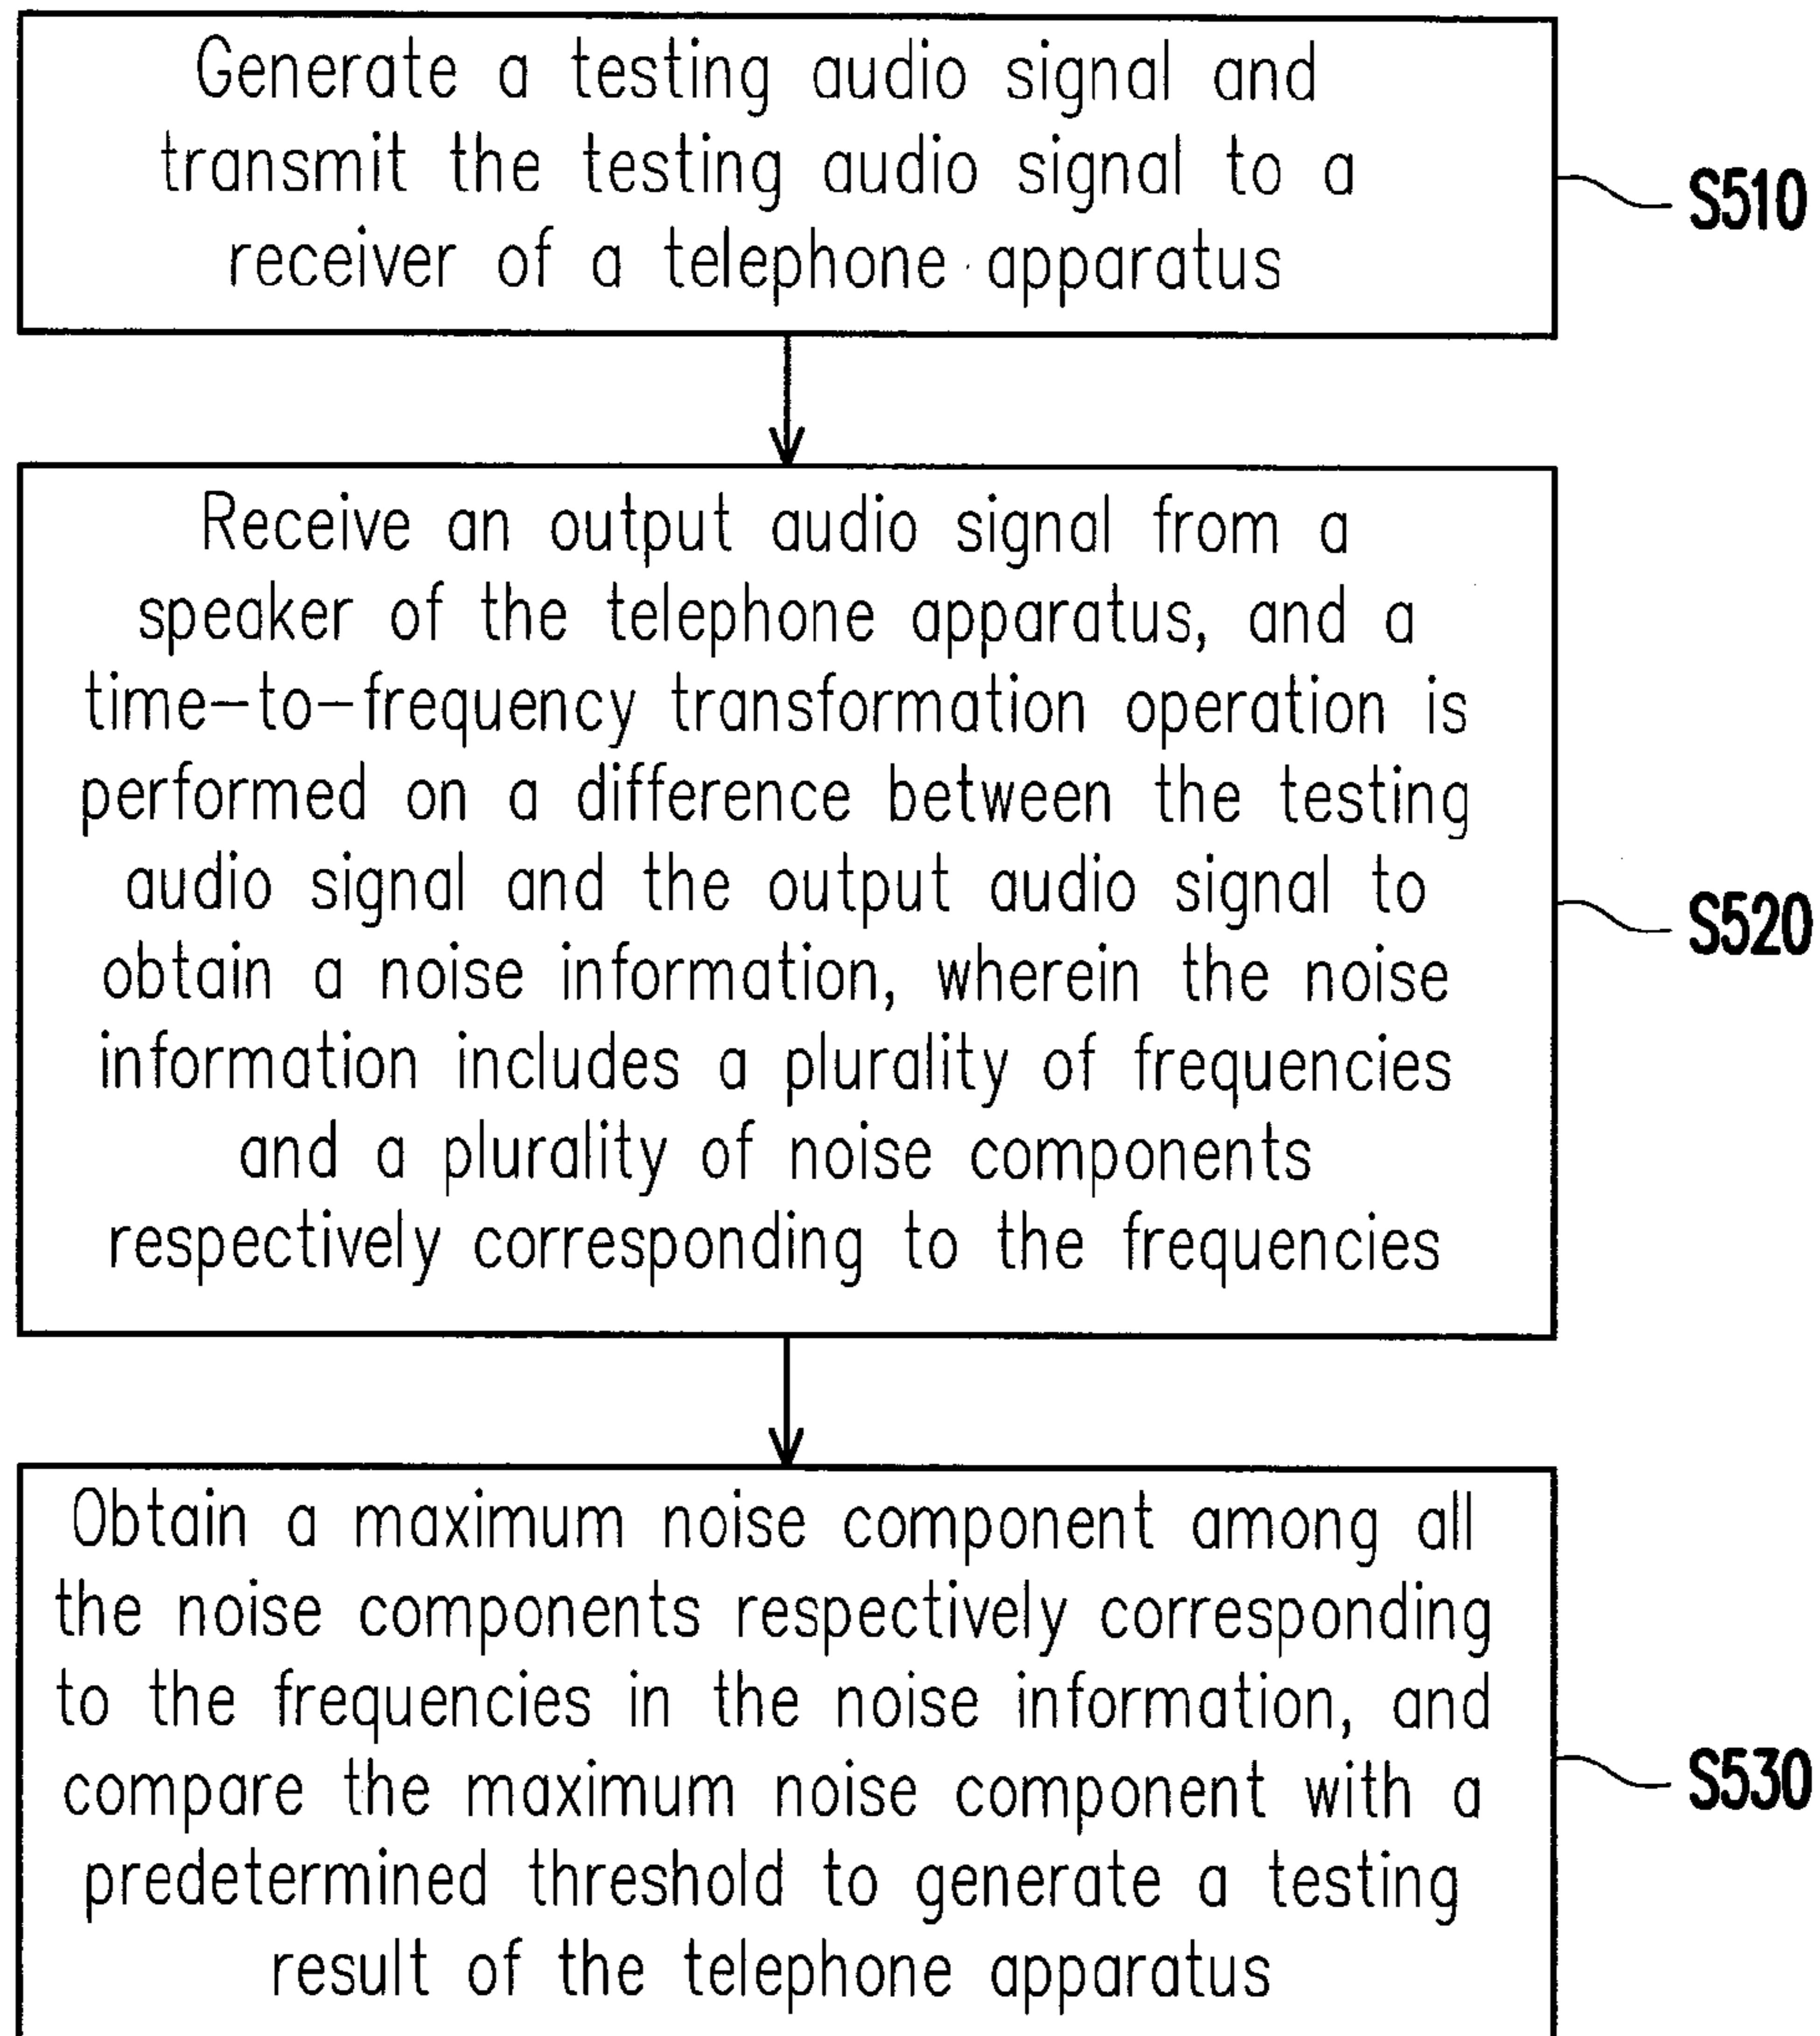 Generate a testing audio signal and
transmit the testing audio signal to a
receiver of a telephone apparatus
S510
Receive an output audio signal from a
speaker of the telephone apparatus, and a
time-to-frequency transformation operation is
performed on a difference between the testing
audio signal and the output audio signal to
obtain a noise information, wherein the noise
information includes a plurality of frequencies
and a plurality of noise components
respectively corresponding to the frequencies
S520
Obtain a maximum noise component among all
the noise components respectively corresponding
to the frequencies in the noise information, and
compare the maximum noise component with a
predetermined threshold to generate a testing
result of the telephone apparatus
S530